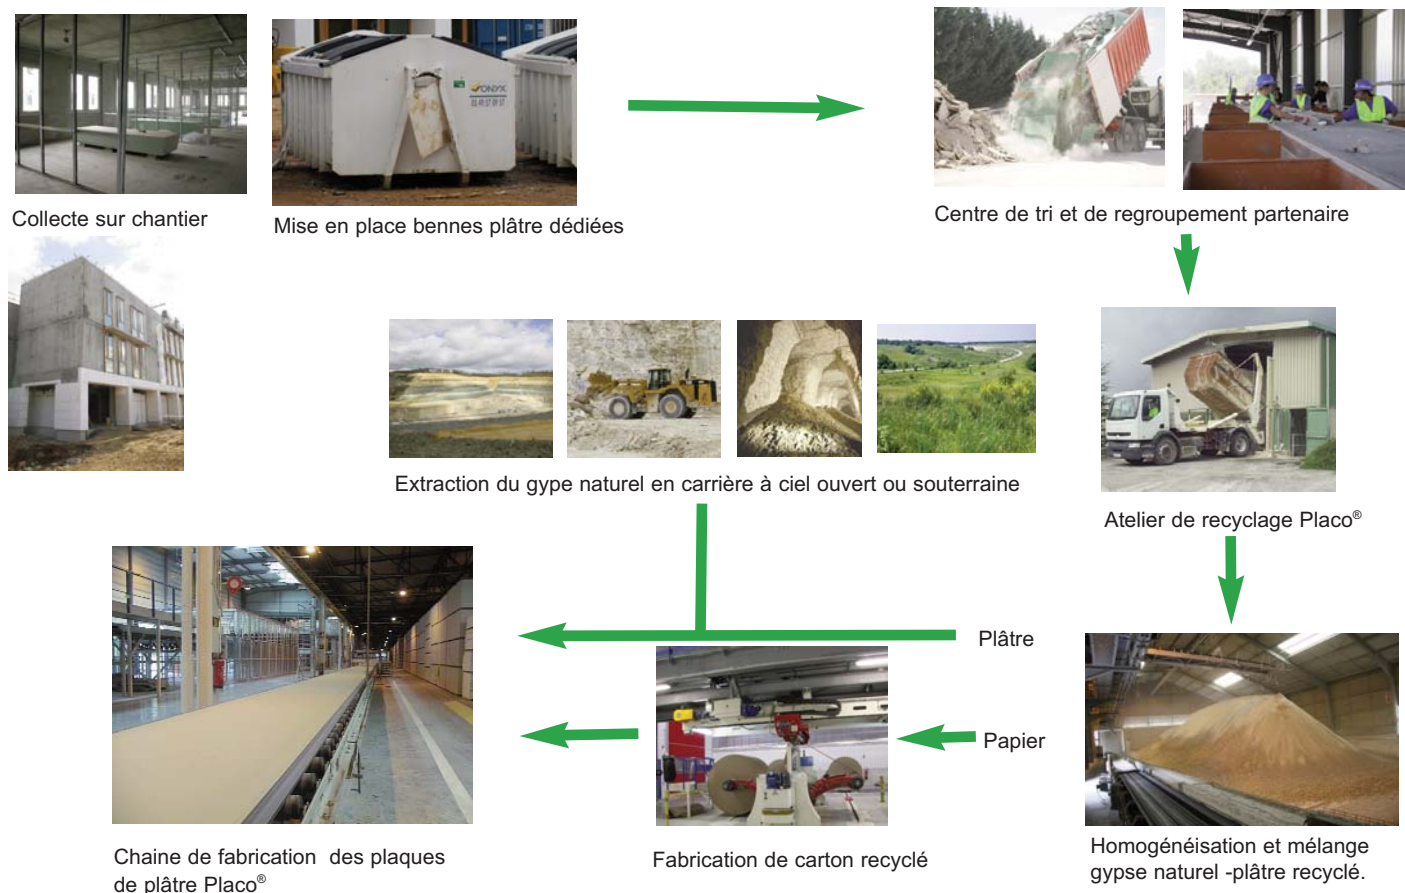 ONYX
Collecte sur chantier
Mise en place bennes plâtre dédiées
Centre de tri et de regroupement partenaire
Extraction du gype naturel en carrière à ciel ouvert ou souterraine
Atelier de recyclage Placo®
Plâtre
Papier
Chaine de fabrication des plaques
de plâtre Placo®
Fabrication de carton recyclé
Homogénéisation et mélange
gypse naturel -plâtre recyclé.